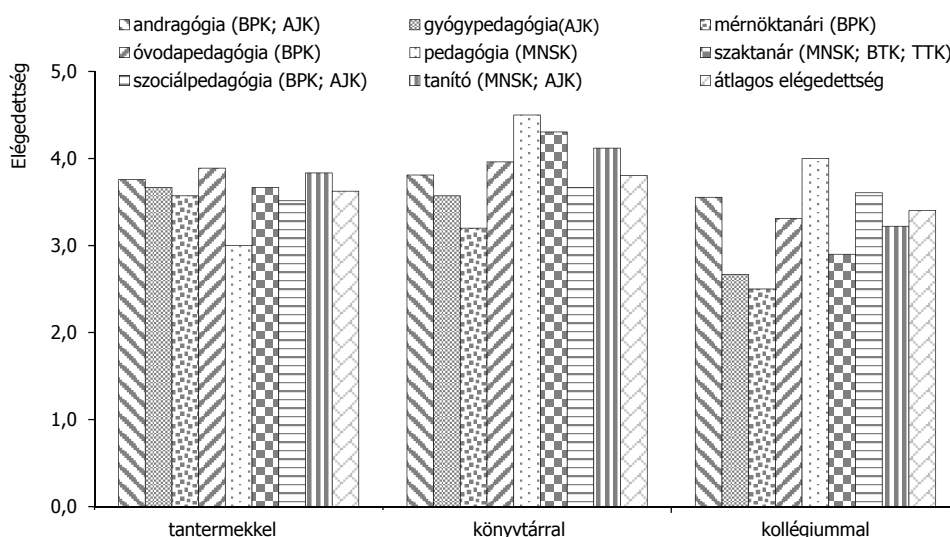 andragógia (BPK; AJK) gyógypedagógia(AJK) mérnöktanári (BPK)
óvodapedagógia (BPK) pedagógia (MNSK) szaktanár (MNSK; BTK; TTK)
szociálpedagógia (BPK; AJK) tanító (MNSK; AJK) átlagos elégedettség
Elégedettség
5,0
4,0
3,0
2,0
1,0
0,0
tantermekkel könyvtárral kollégiummal